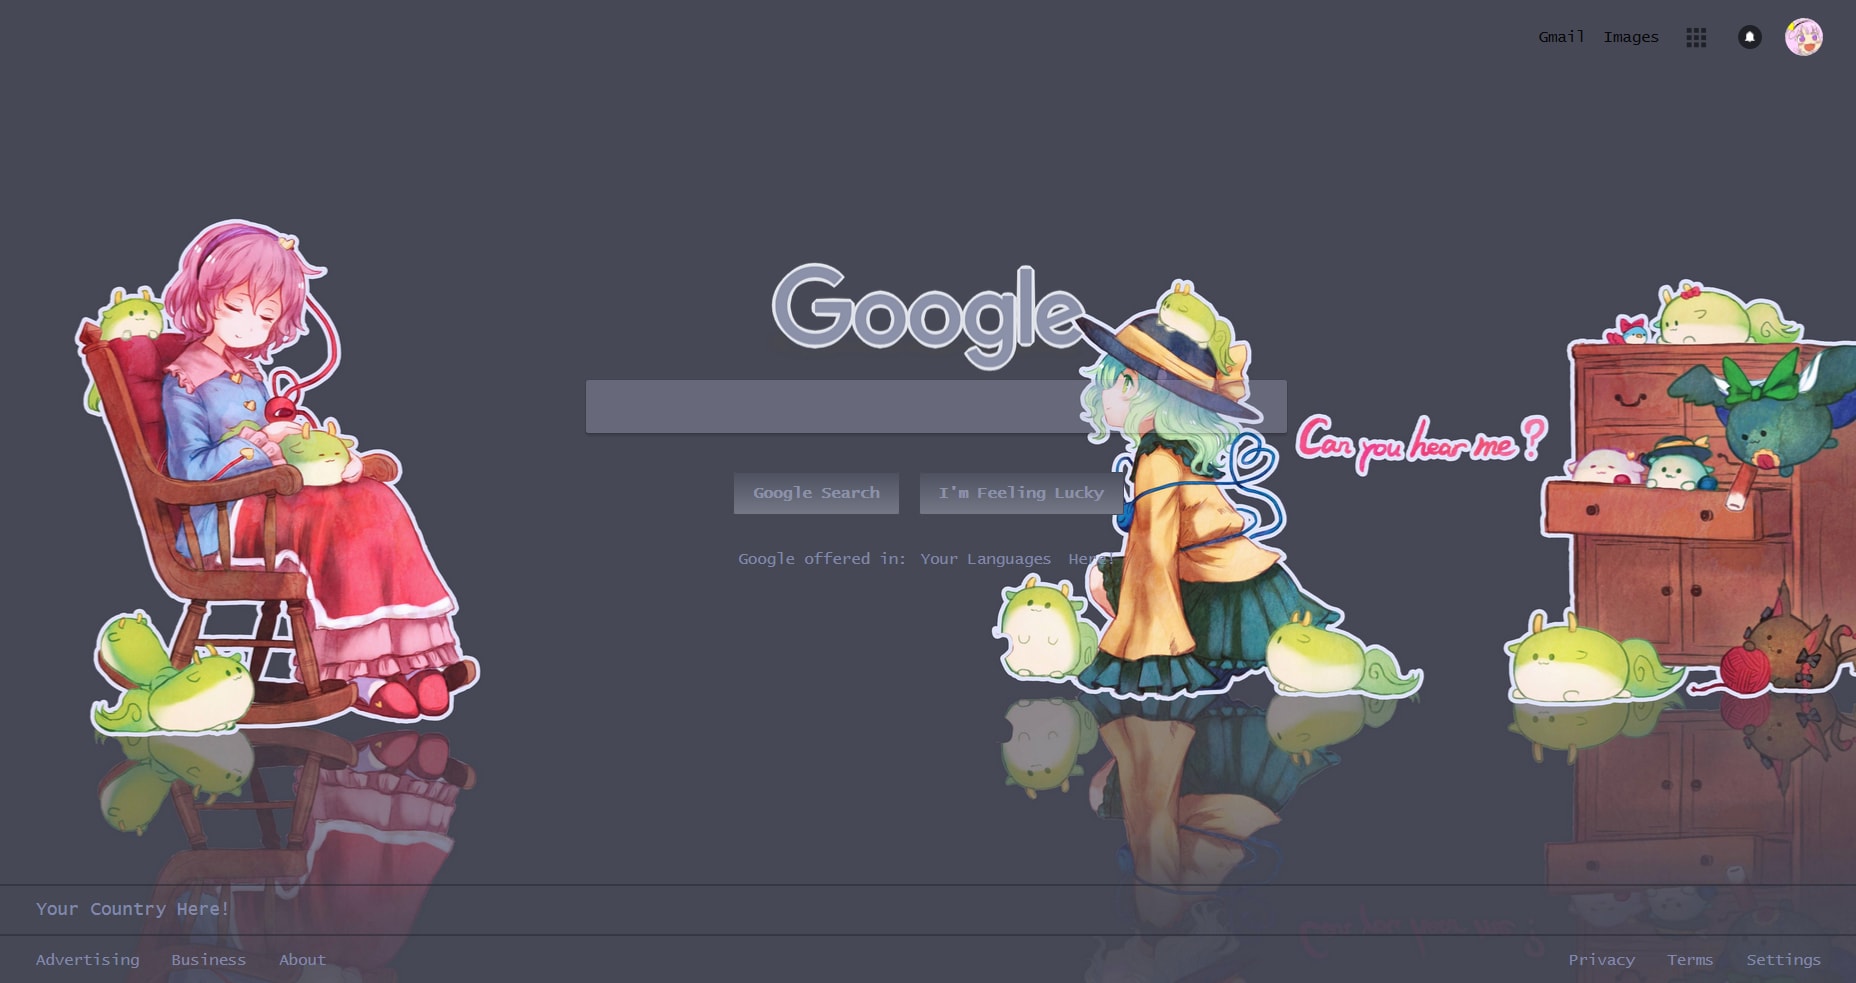 Gmail Images
Google
Can you hear me?
Google Search I'm Feeling Lucky
Google offered in: Your Languages Here!
Your Country Here!
Advertising Business About Privacy Terms Settings